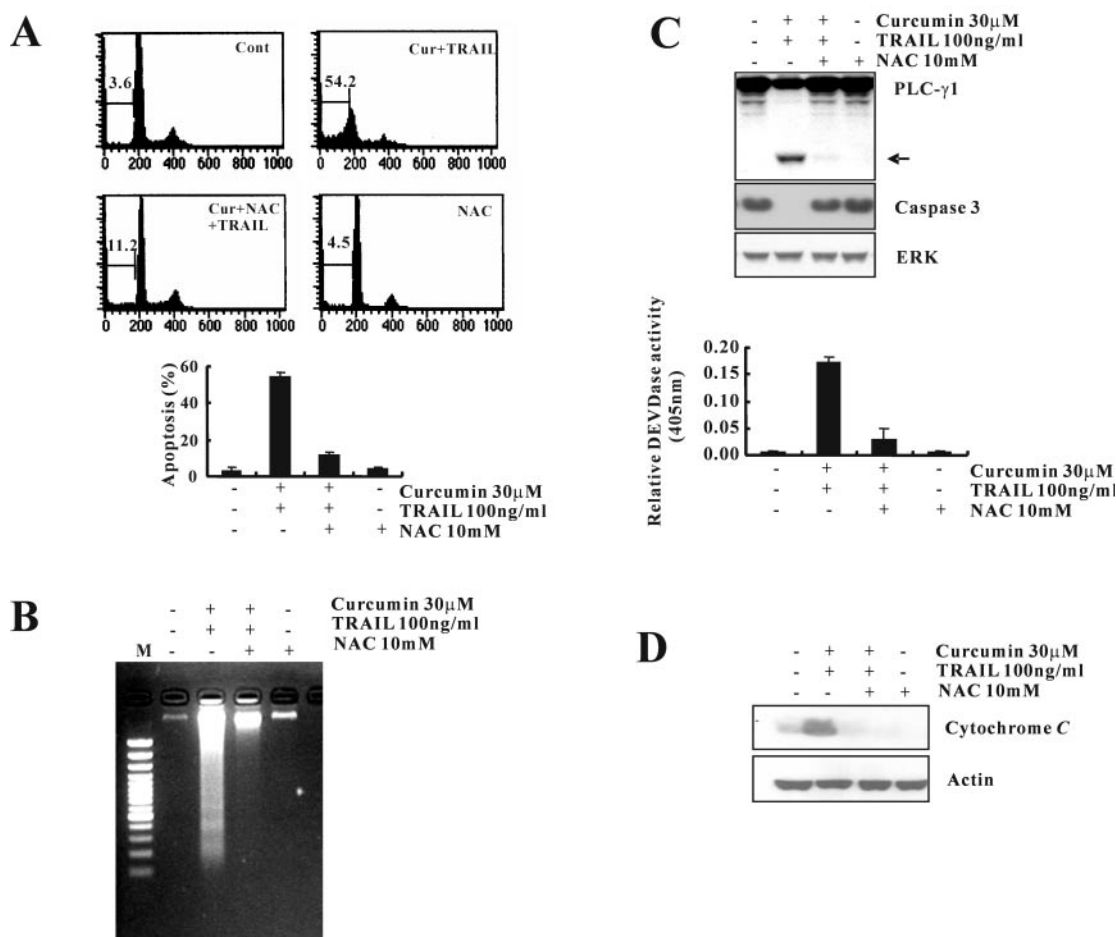 A
Cont
3.6
0 200 400 600 800 1000
Cur+TRAIL
54.2
0 200 400 600 800 1000
Cur+NAC
+TRAIL
11.2
0 200 400 600 800 1000
NAC
4.5
0 200 400 600 800 1000
Apoptosis (%)
60
40
20
0
- + + - Curcumin 30μM
- + + - TRAIL 100ng/ml
- - + + NAC 10mM
B
- + + - Curcumin 30μM
- + + - TRAIL 100ng/ml
M - - + + NAC 10mM
C
- + + - Curcumin 30μM
- + + - TRAIL 100ng/ml
- - + + NAC 10mM
PLC-γ1
Caspase 3
ERK
Relative DEVDase activity
(405nm)
0.20
0.15
0.10
0.05
0.00
- + + - Curcumin 30μM
- + + - TRAIL 100ng/ml
- - + + NAC 10mM
D
- + + - Curcumin 30μM
- + + - TRAIL 100ng/ml
- - + + NAC 10mM
Cytochrome C
Actin